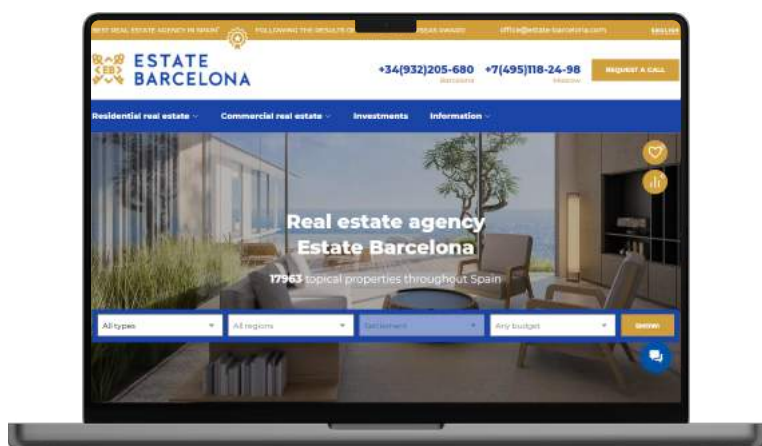 BEST REAL ESTATE AGENCY IN SPAIN FOLLOWING THE RESULTS OF office@estate-barcelona.com ENGLISH
ESTATE
BARCELONA
EB
+34(932)205-680 +7(495)118-24-98 REQUEST A CALL
Barcelona Moscow
Residential real estate Commercial real estate Investments Information
Real estate agency
Estate Barcelona
17963 topical properties throughout Spain
All types All regions Settlement Any budget